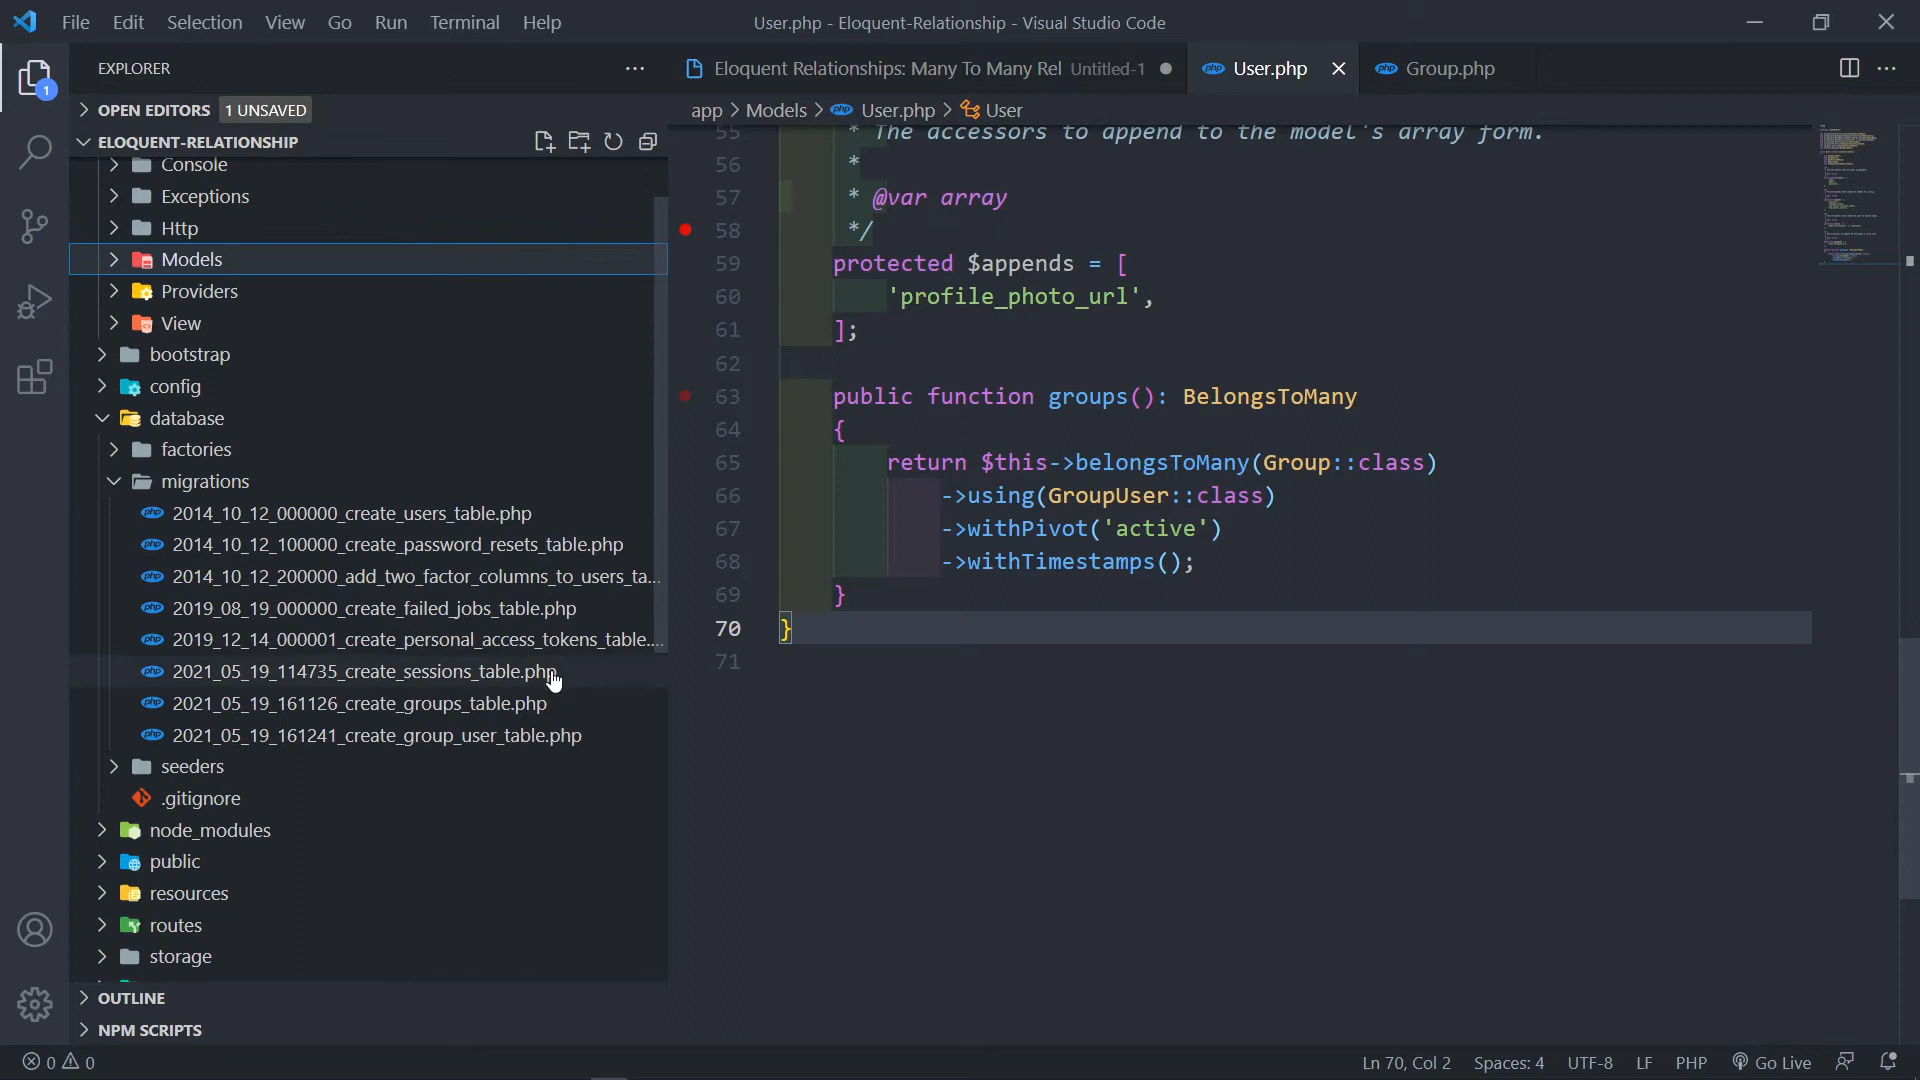 File Edit Selection View Go Run Terminal Help
User.php - Eloquent-Relationship - Visual Studio Code
EXPLORER
1
OPEN EDITORS 1 UNSAVED
ELOQUENT-RELATIONSHIP
Console
Exceptions
Http
Models
Providers
View
bootstrap
config
database
factories
migrations
2014_10_12_000000_create_users_table.php
2014_10_12_100000_create_password_resets_table.php
2014_10_12_200000_add_two_factor_columns_to_users_ta...
2019_08_19_000000_create_failed_jobs_table.php
2019_12_14_000001_create_personal_access_tokens_table....
2021_05_19_114735_create_sessions_table.php
2021_05_19_161126_create_groups_table.php
2021_05_19_161241_create_group_user_table.php
seeders
.gitignore
node_modules
public
resources
routes
storage
OUTLINE
NPM SCRIPTS
Eloquent Relationships: Many To Many Rel Untitled-1
User.php
Group.php
app > Models > User.php > User
55 * The accessors to append to the model's array form.
56 *
57 * @var array
58 */
59 protected $appends = [
60 'profile_photo_url',
61 ];
62
63 public function groups(): BelongsToMany
64 {
65 return $this->belongsToMany(Group::class)
66 ->using(GroupUser::class)
67 ->withPivot('active')
68 ->withTimestamps();
69 }
70 }
71
0 0
Ln 70, Col 2 Spaces: 4 UTF-8 LF PHP Go Live